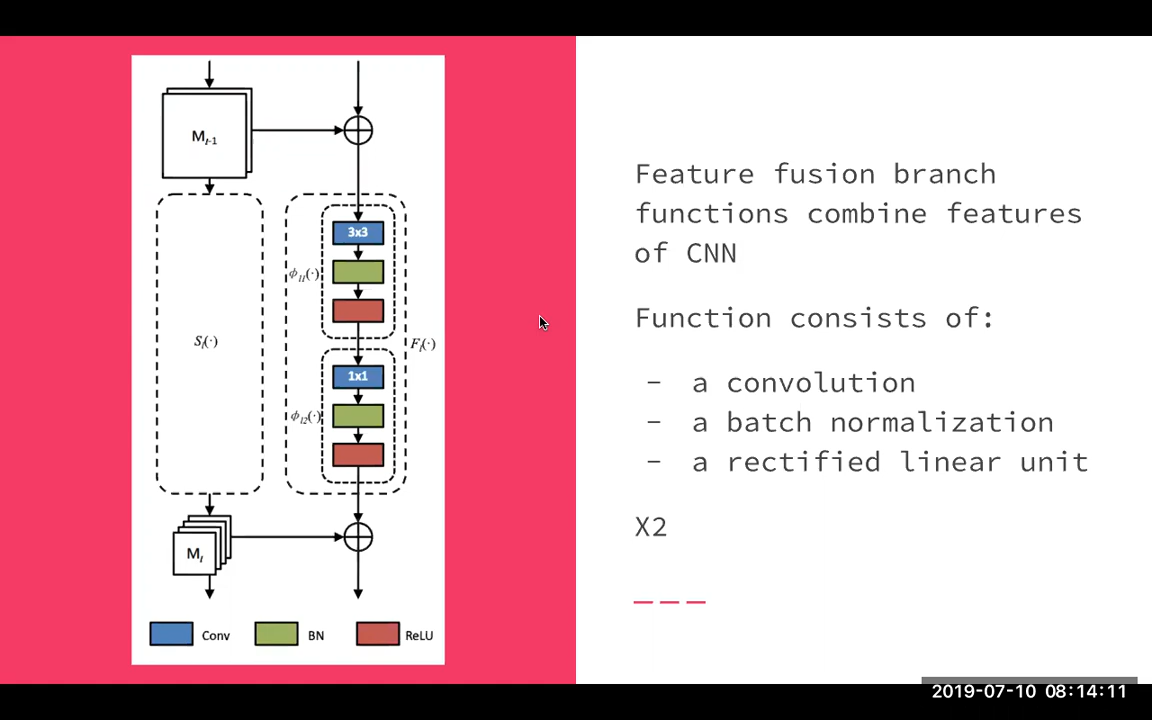 M_{l-1}
3x3
ϕ_{l1}(·)
S_l(·)
F_l(·)
1x1
ϕ_{l2}(·)
M_l
Conv
BN
ReLU
Feature fusion branch
functions combine features
of CNN
Function consists of:
- a convolution
- a batch normalization
- a rectified linear unit
X2
2019-07-10 08:14:11